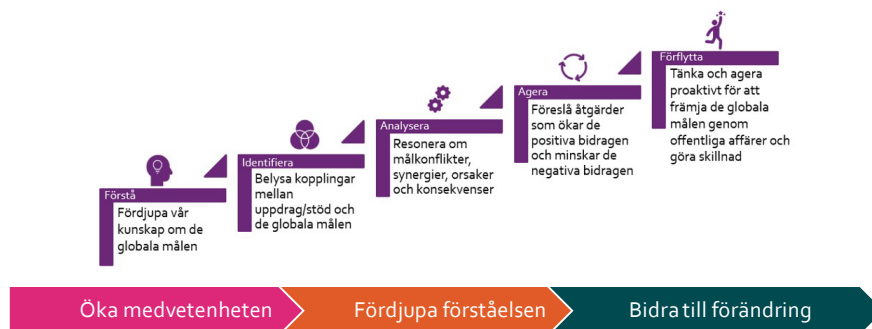 Förstå
Fördjupa vår
kunskap om de
globala målen
Identifiera
Belysa kopplingar
mellan
uppdrag/stöd och
de globala målen
Analysera
Resonera om
målkonflikter,
synergier, orsaker
och konsekvenser
Agera
Föreslå åtgärder
som ökar de
positiva bidragen
och minskar de
negativa bidragen
Förflytta
Tänka och agera
proaktivt för att
främja de globala
målen genom
offentliga affärer och
göra skillnad
Öka medvetenheten
Fördjupa förståelsen
Bidra till förändring